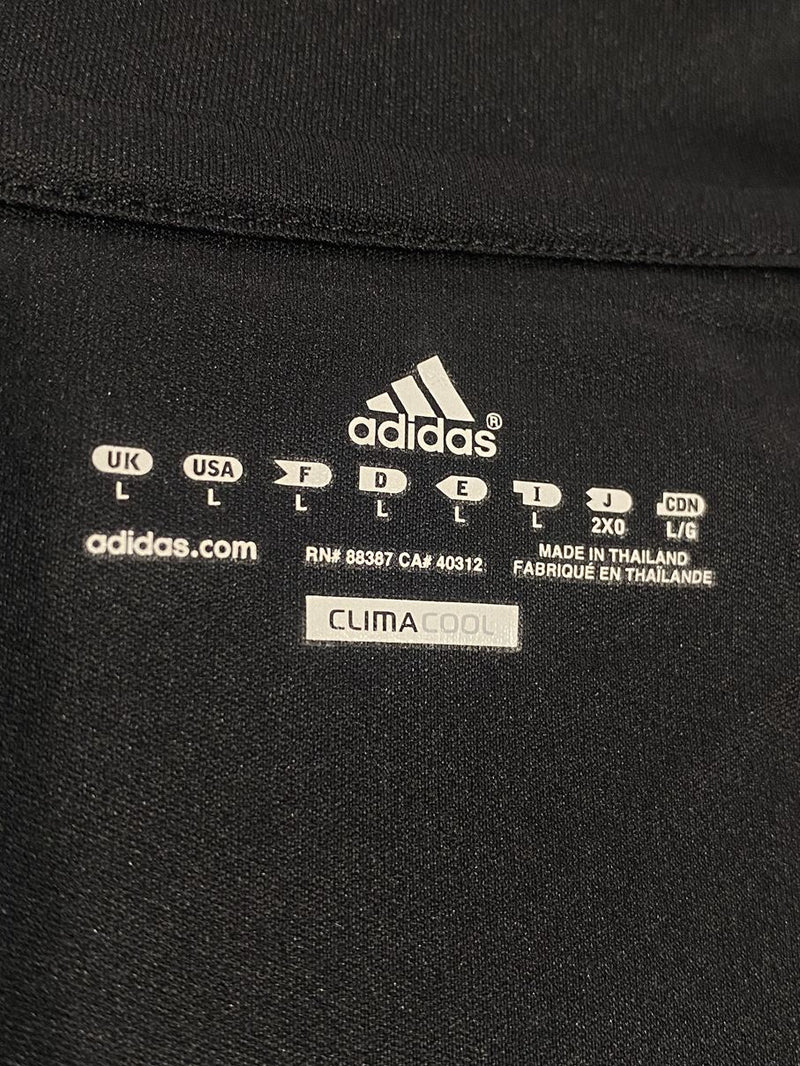 adidas®
UK USA F D E I J CDN
L L L L L L 2XO L/G
adidas.com
RN# 88387 CA# 40312
MADE IN THAILAND
FABRIQUÉ EN THAÏLANDE
CLIMACOOL